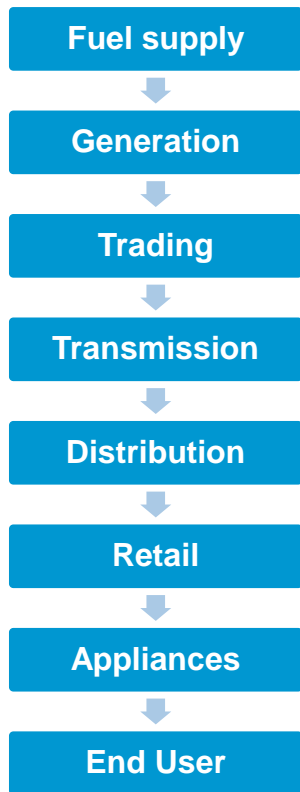 Fuel supply
Generation
Trading
Transmission
Distribution
Retail
Appliances
End User